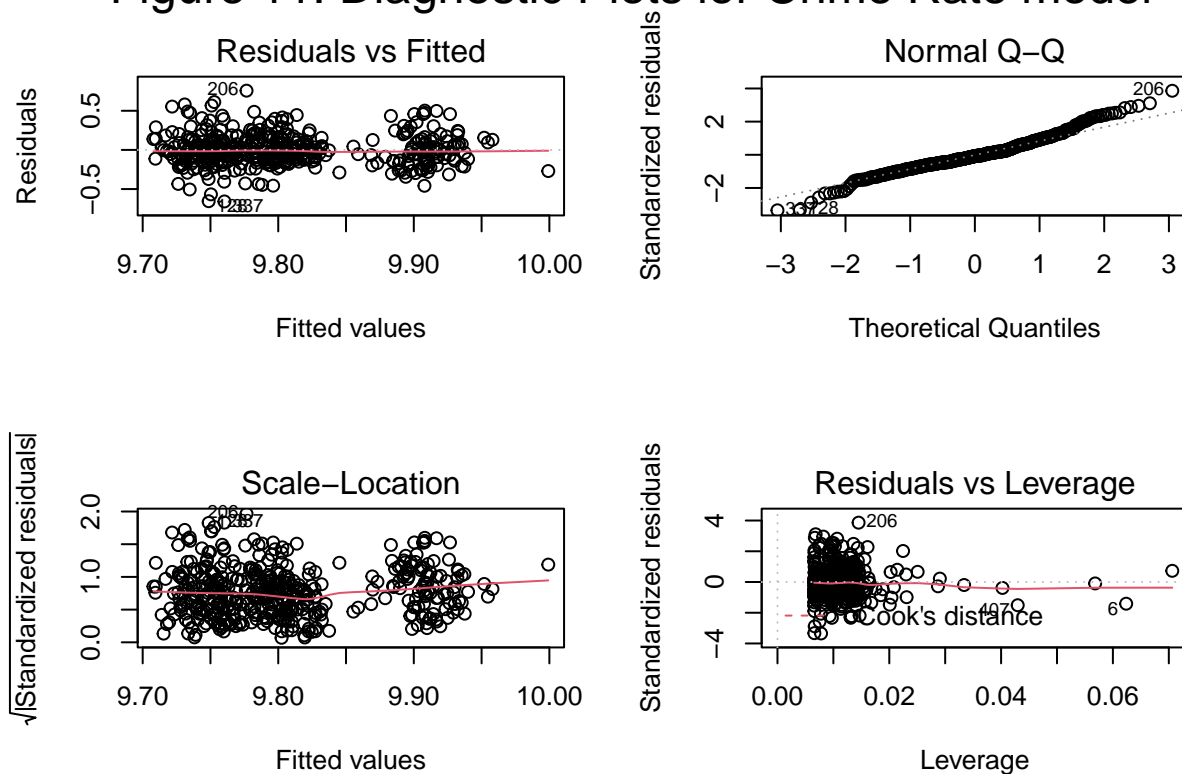 Figure 11: Diagnostic Plots for Crime Rate model
Residuals vs Fitted
Residuals
0.5
−0.5
206
337
9.70 9.80 9.90 10.00
Fitted values
Normal Q−Q
Standardized residuals
2
−2
206
−3 −2 −1 0 1 2 3
Theoretical Quantiles
Scale−Location
√|Standardized residuals|
2.0
1.0
0.0
206
337
9.70 9.80 9.90 10.00
Fitted values
Residuals vs Leverage
Standardized residuals
4
0
−4
206
407
6
Cook's distance
0.00 0.02 0.04 0.06
Leverage